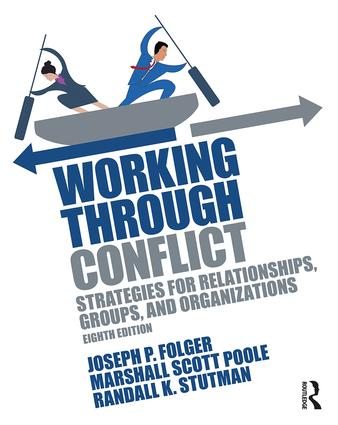 WORKING
THROUGH
CONFLICT
STRATEGIES FOR RELATIONSHIPS,
GROUPS, AND ORGANIZATIONS
EIGHTH EDITION
JOSEPH P. FOLGER
MARSHALL SCOTT POOLE
RANDALL K. STUTMAN
ROUTLEDGE